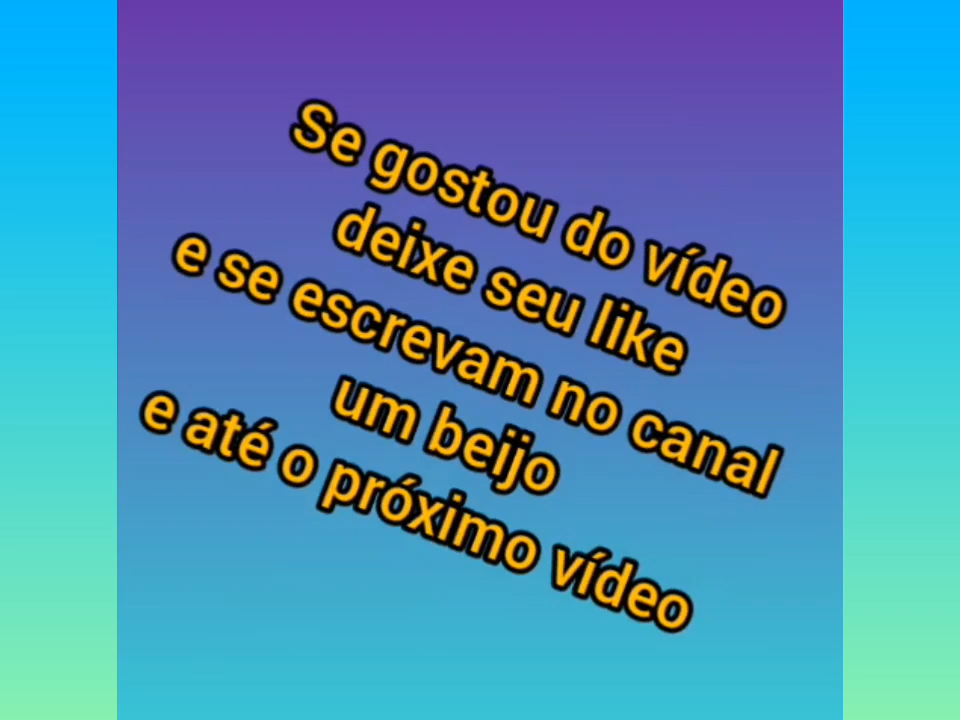 Se gostou do vídeo
deixe seu like
e se escrevam no canal
um beijo
e até o próximo vídeo